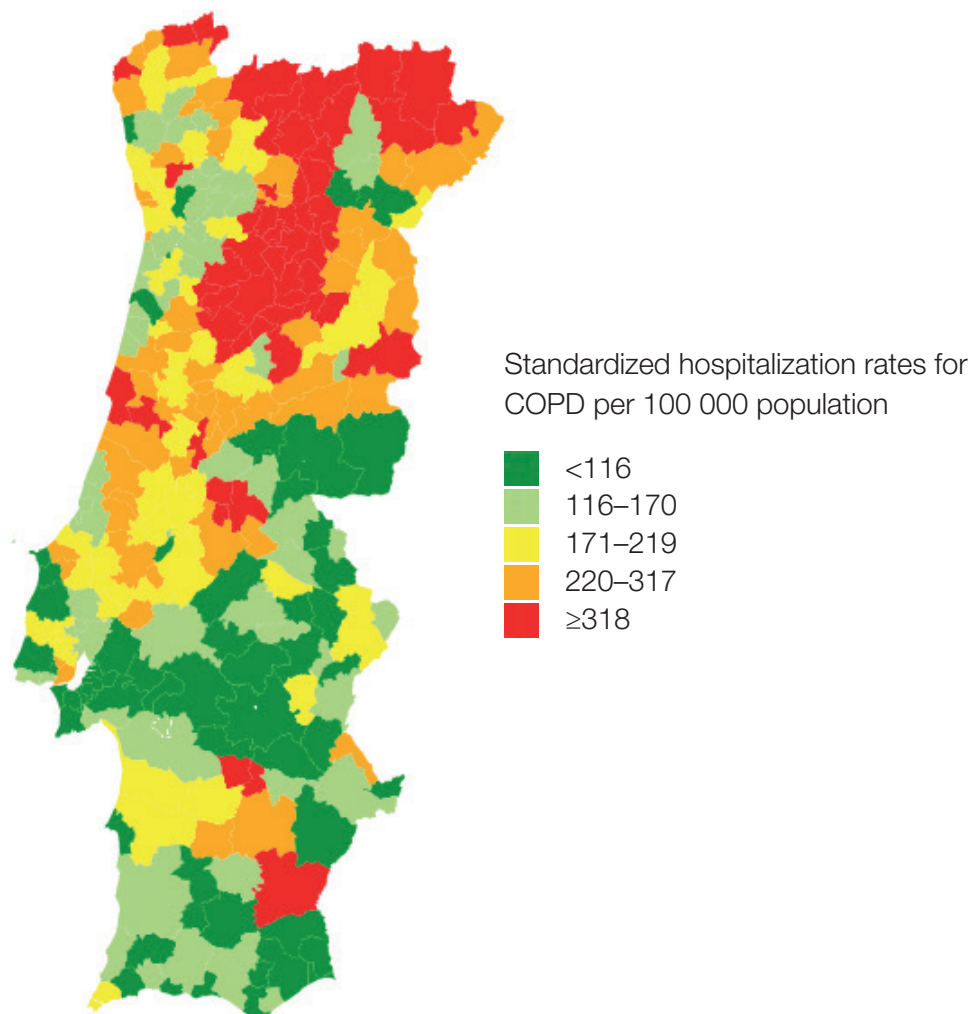 Standardized hospitalization rates for
COPD per 100 000 population
<116
116–170
171–219
220–317
≥318